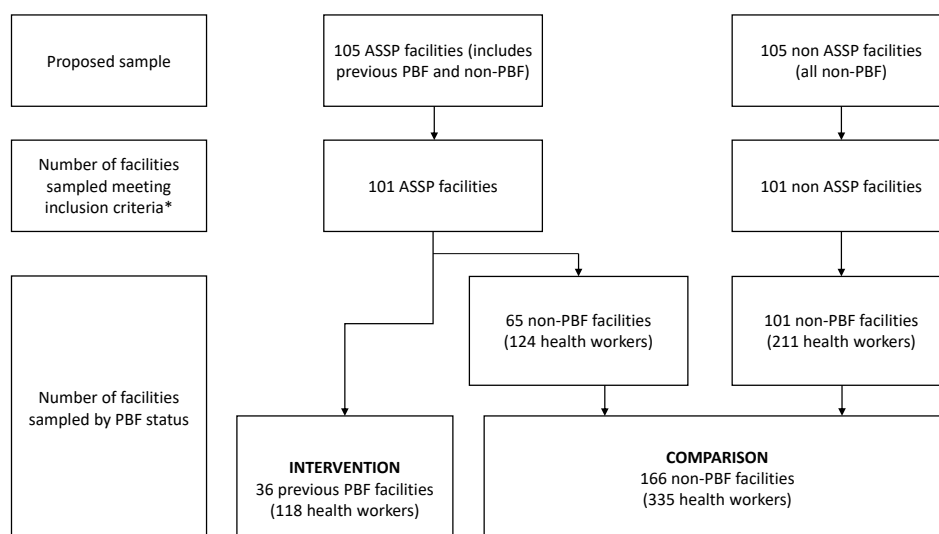 Proposed sample
105 ASSP facilities (includes
previous PBF and non-PBF)
105 non ASSP facilities
(all non-PBF)
Number of facilities
sampled meeting
inclusion criteria*
101 ASSP facilities
101 non ASSP facilities
Number of facilities
sampled by PBF status
65 non-PBF facilities
(124 health workers)
101 non-PBF facilities
(211 health workers)
INTERVENTION
36 previous PBF facilities
(118 health workers)
COMPARISON
166 non-PBF facilities
(335 health workers)